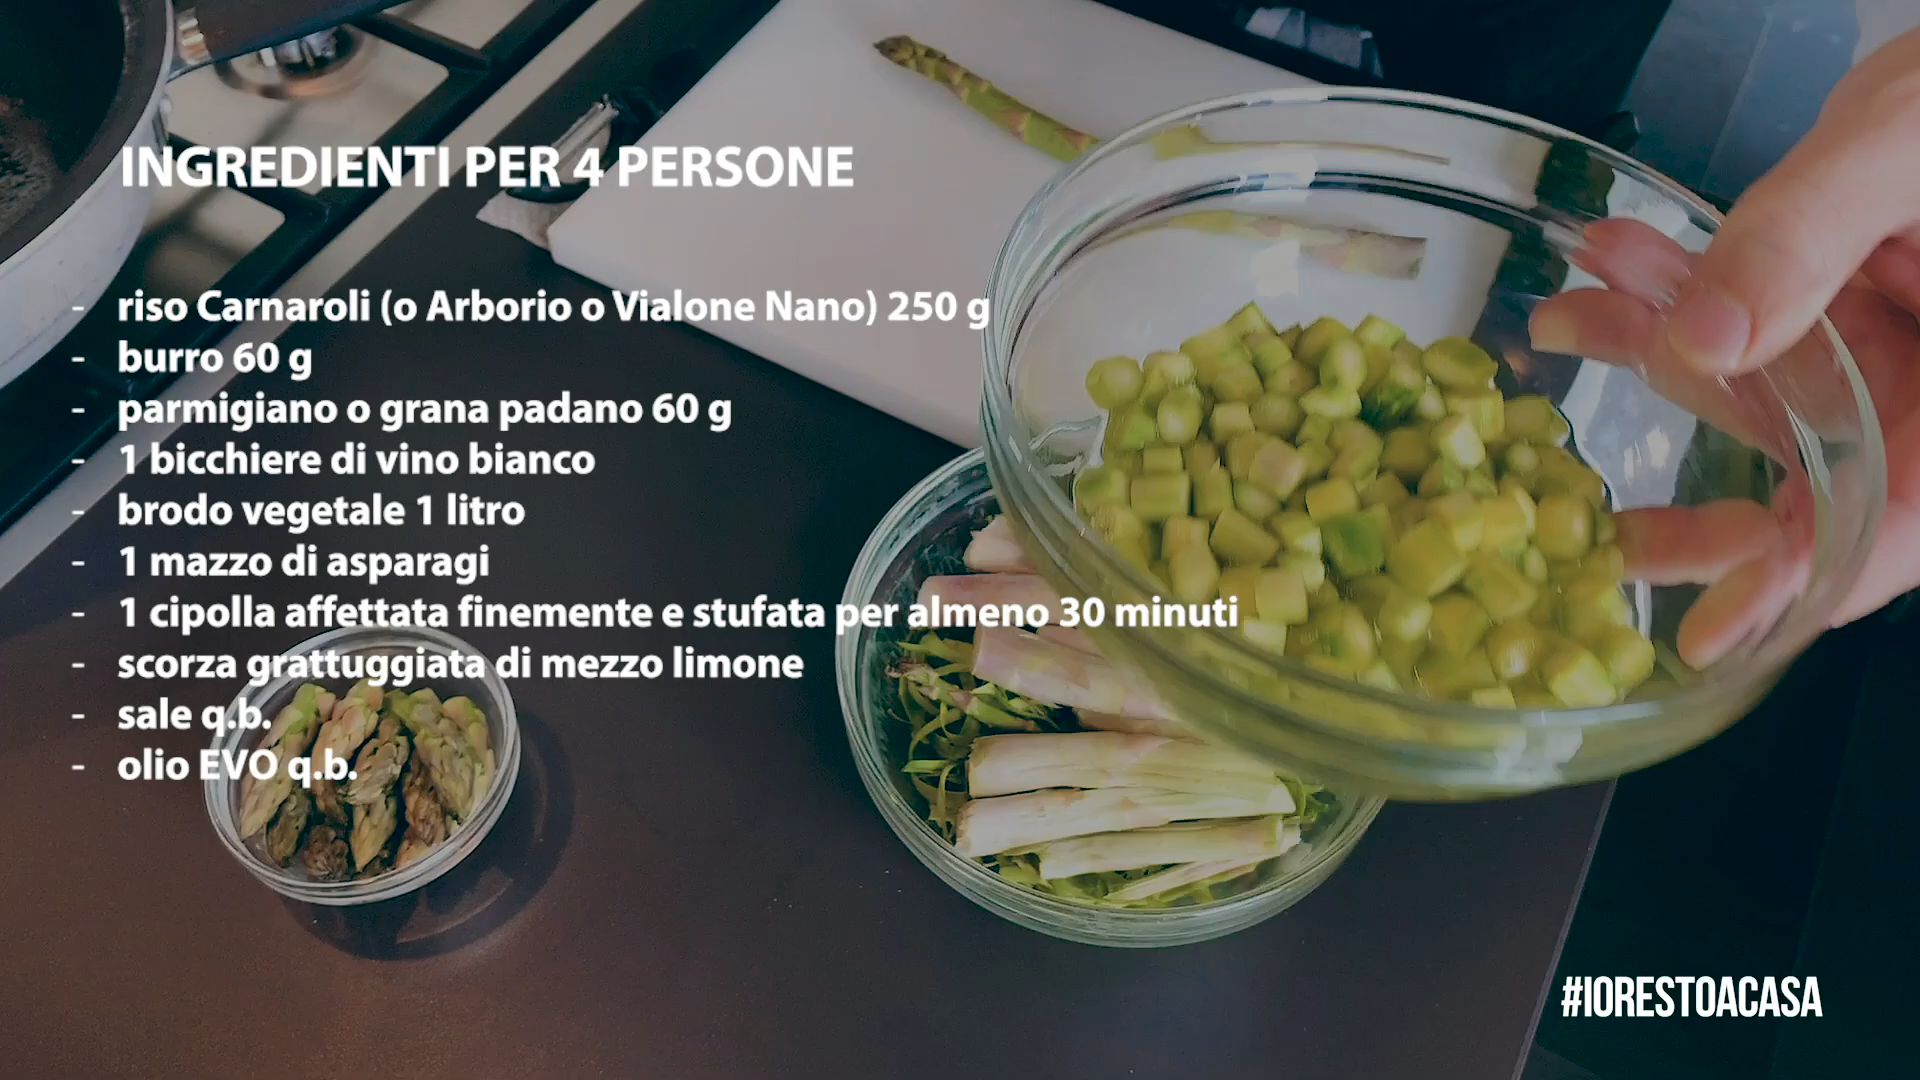 INGREDIENTI PER 4 PERSONE
- riso Carnaroli (o Arborio o Vialone Nano) 250 g
- burro 60 g
- parmigiano o grana padano 60 g
- 1 bicchiere di vino bianco
- brodo vegetale 1 litro
- 1 mazzo di asparagi
- 1 cipolla affettata finemente e stufata per almeno 30 minuti
- scorza grattuggiata di mezzo limone
- sale q.b.
- olio EVO q.b.
#IORESTOACASA